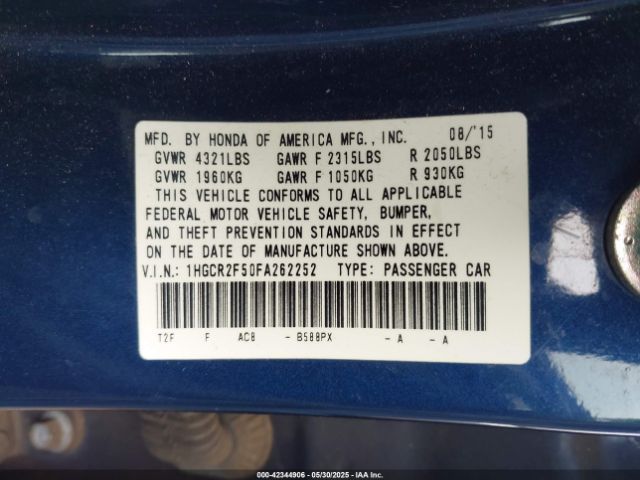 MFD. BY HONDA OF AMERICA MFG., INC. 08/'15
GVWR 4321LBS GAWR F 2315LBS R 2050LBS
GVWR 1960KG GAWR F 1050KG R 930KG
THIS VEHICLE CONFORMS TO ALL APPLICABLE
FEDERAL MOTOR VEHICLE SAFETY, BUMPER,
AND THEFT PREVENTION STANDARDS IN EFFECT
ON THE DATE OF MANUFACTURE SHOWN ABOVE.
V.I.N.: 1HGCR2F50FA262252 TYPE: PASSENGER CAR
T2F F AC8 - B588PX - A - A
000-42344906 - 05/30/2025 - IAA Inc.